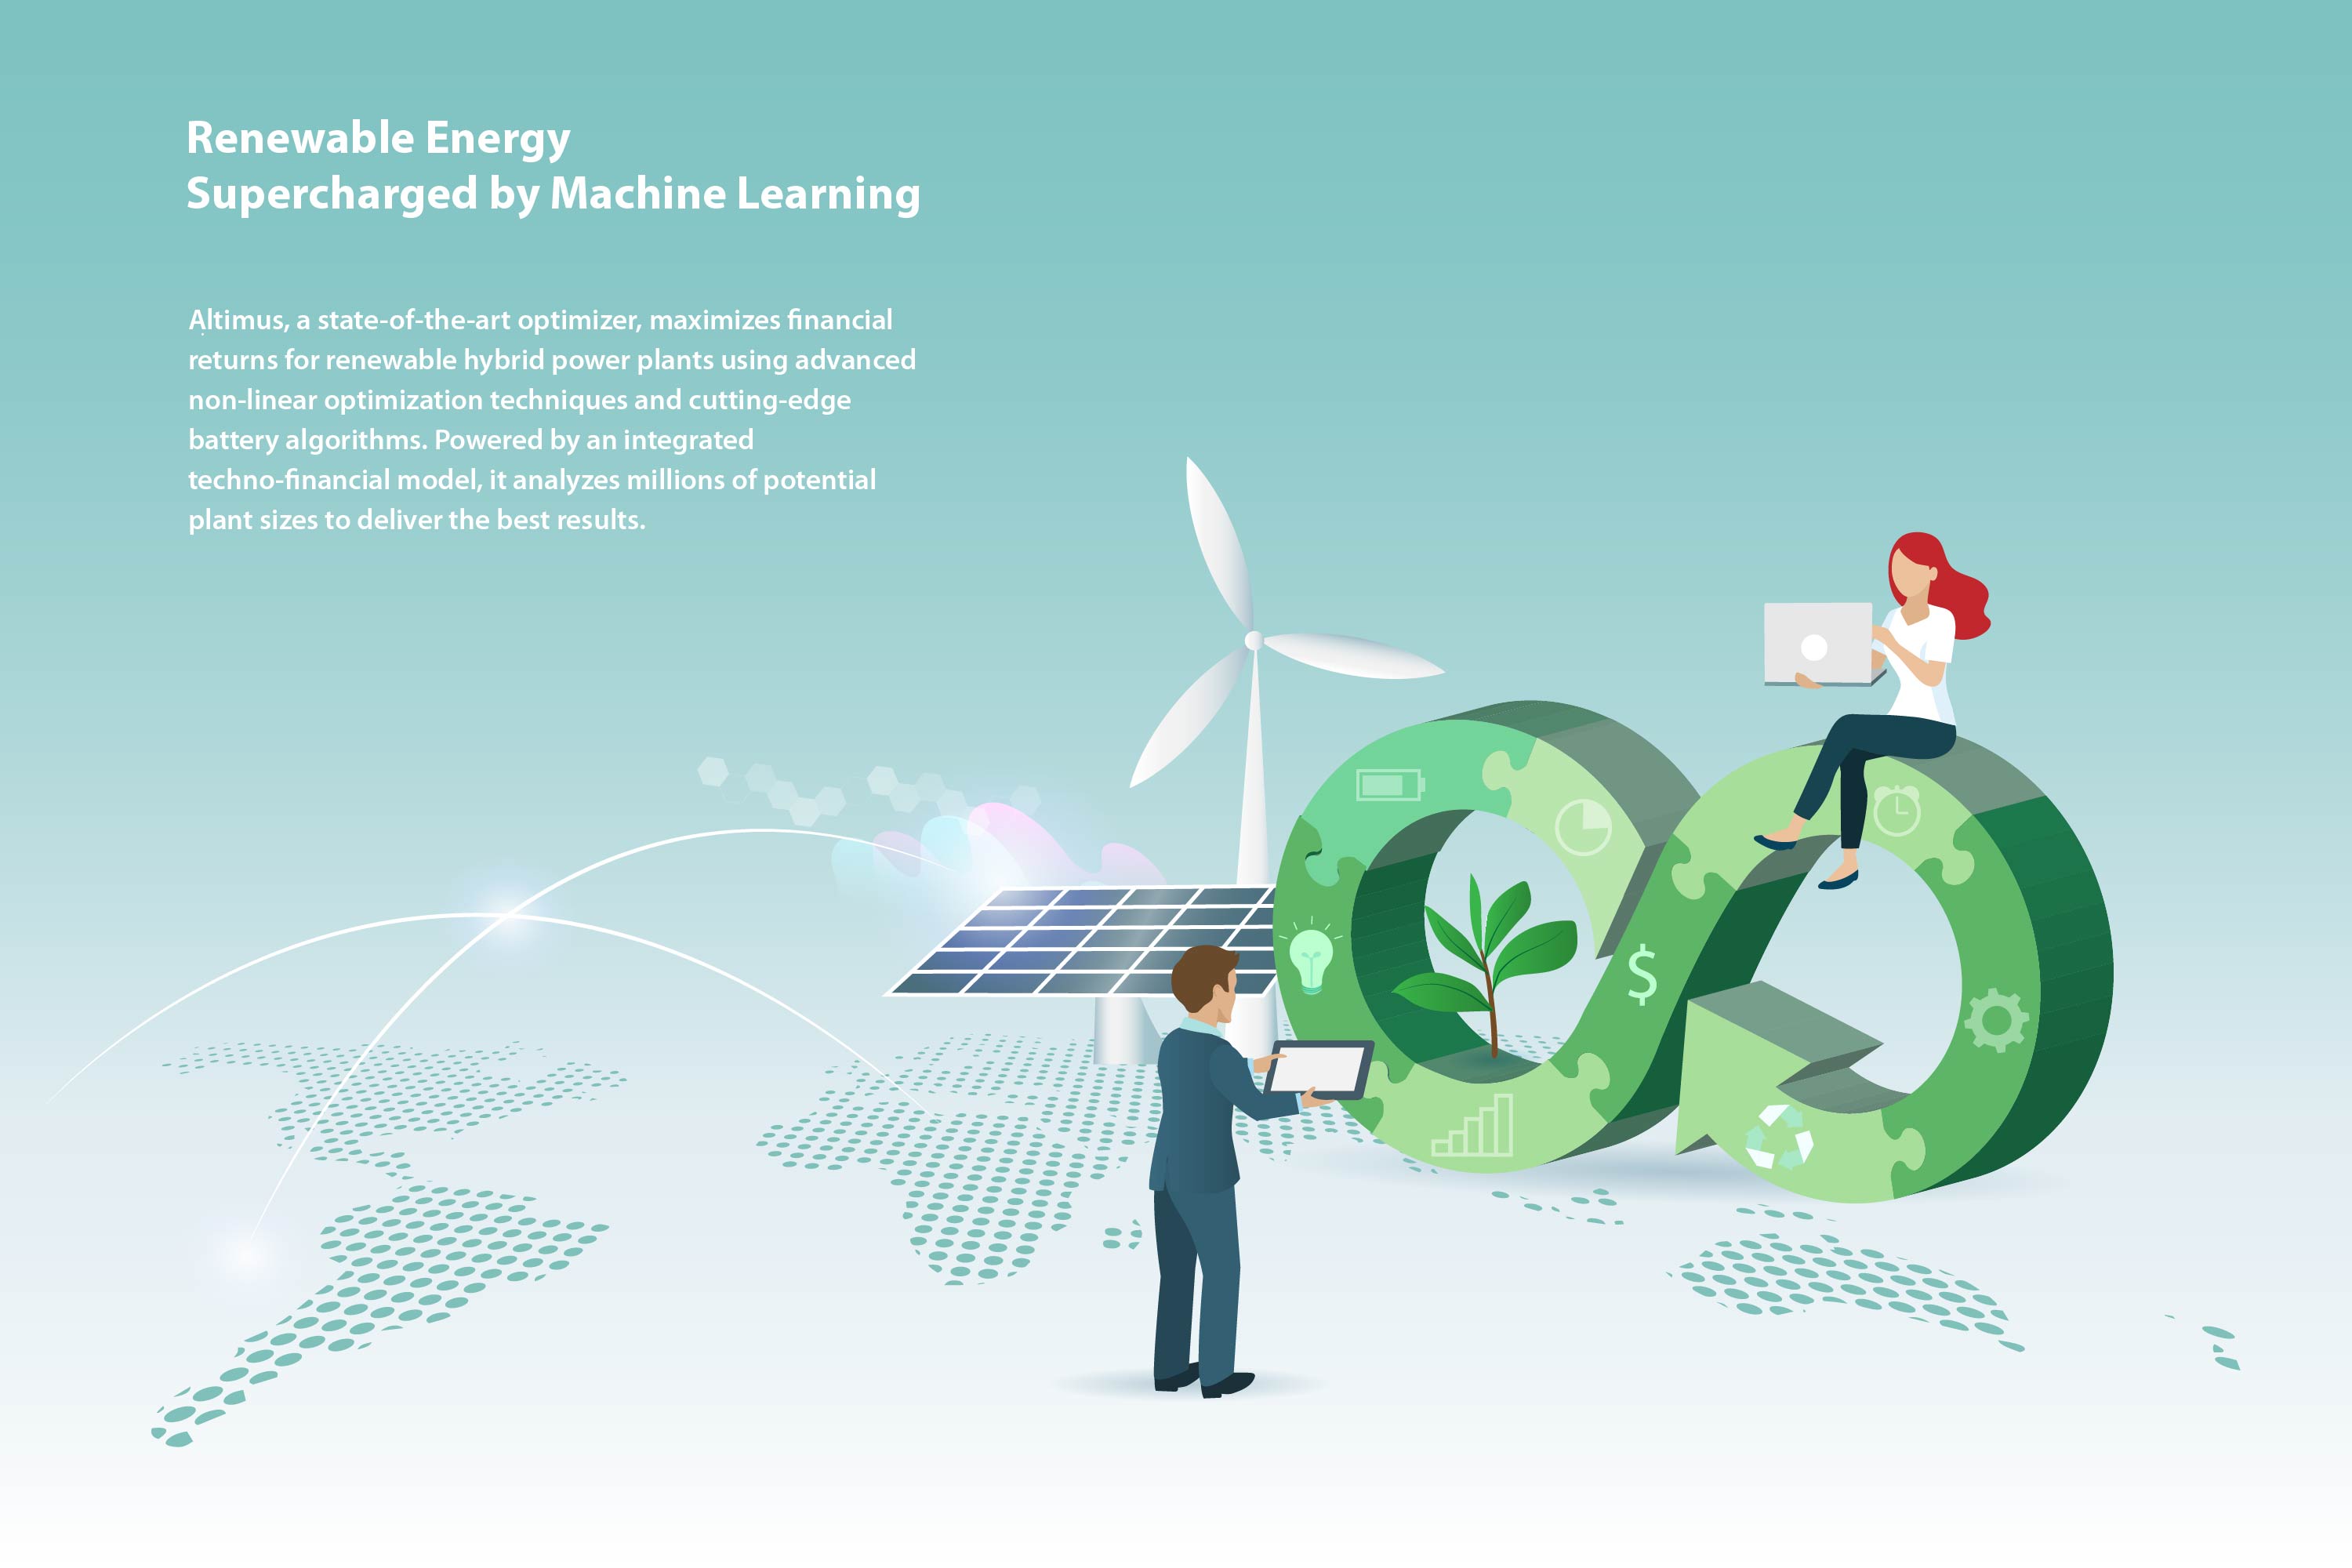 Renewable Energy
Supercharged by Machine Learning
Altimus, a state-of-the-art optimizer, maximizes financial
returns for renewable hybrid power plants using advanced
non-linear optimization techniques and cutting-edge
battery algorithms. Powered by an integrated
techno-financial model, it analyzes millions of potential
plant sizes to deliver the best results.
$